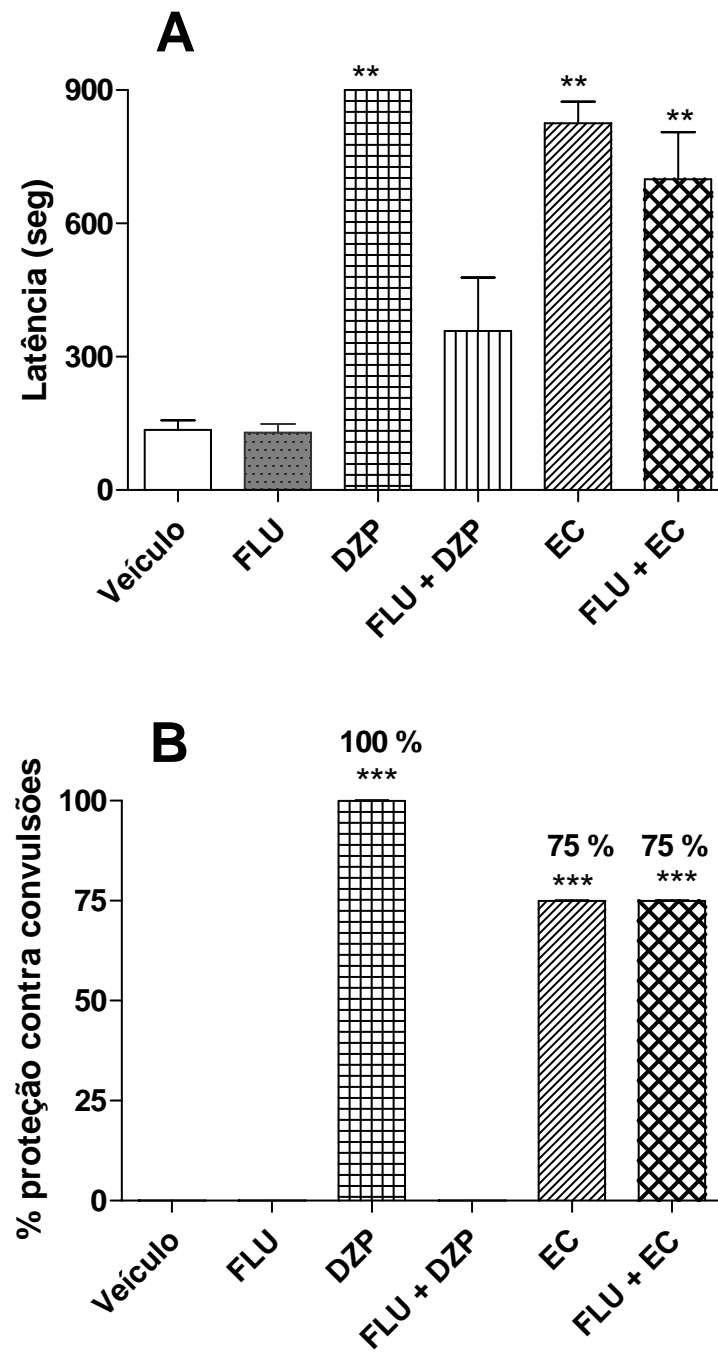 A
**
**
**
900
600
300
0
Latência (seg)
Veículo
FLU
DZP
FLU + DZP
EC
FLU + EC
B
100 %
***
75 %
75 %
***
***
100
75
50
25
0
% proteção contra convulsões
Veículo
FLU
DZP
FLU + DZP
EC
FLU + EC